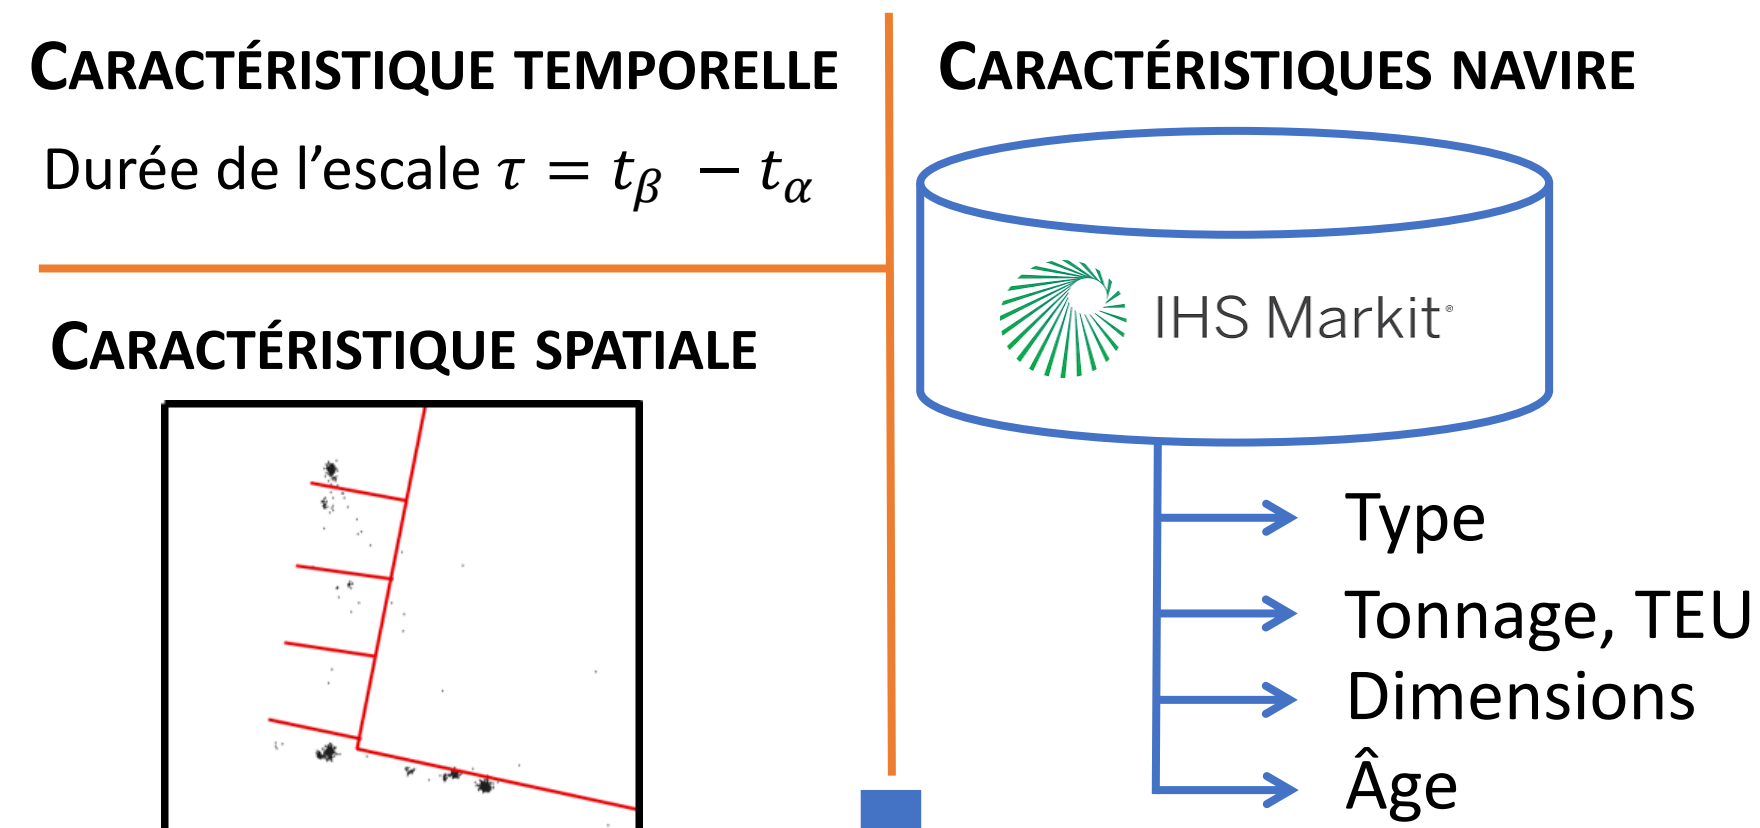 CARACTÉRISTIQUE TEMPORELLE
Durée de l’escale τ = tβ − tα
CARACTÉRISTIQUE SPATIALE
CARACTÉRISTIQUES NAVIRE
IHS Markit®
Type
Tonnage, TEU
Dimensions
Âge